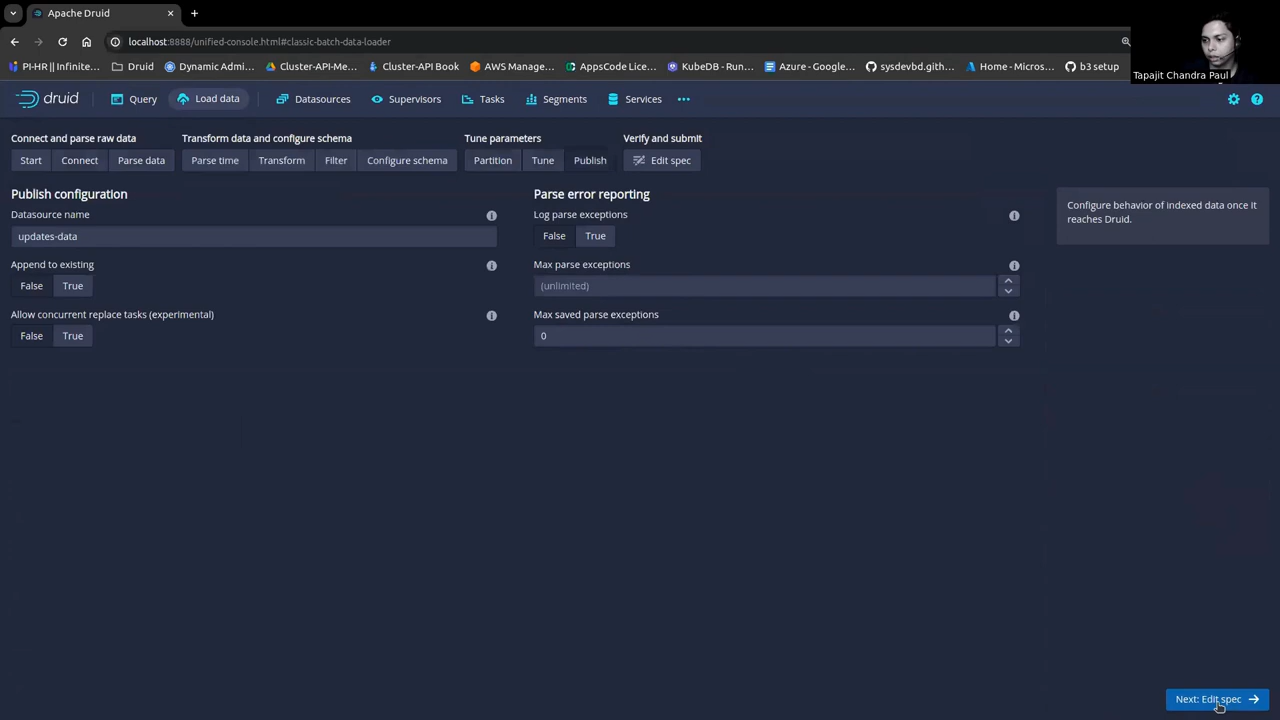 Apache Druid
localhost:8888/unified-console.html#classic-batch-data-loader
PI-HR || Infinite... Druid Dynamic Admi... Cluster-API-Me... Cluster-API Book AWS Manage... AppsCode Lice... KubeDB - Run... Azure - Google... sysdevbd.gith... Home - Micros... b3 setup
Tapajit Chandra Paul
druid Query Load data Datasources Supervisors Tasks Segments Services
Connect and parse raw data Transform data and configure schema Tune parameters Verify and submit
Start Connect Parse data Parse time Transform Filter Configure schema Partition Tune Publish Edit spec
Publish configuration
Datasource name
updates-data
Append to existing
False True
Allow concurrent replace tasks (experimental)
False True
Parse error reporting
Log parse exceptions
False True
Max parse exceptions
(unlimited)
Max saved parse exceptions
0
Configure behavior of indexed data once it
reaches Druid.
Next: Edit spec